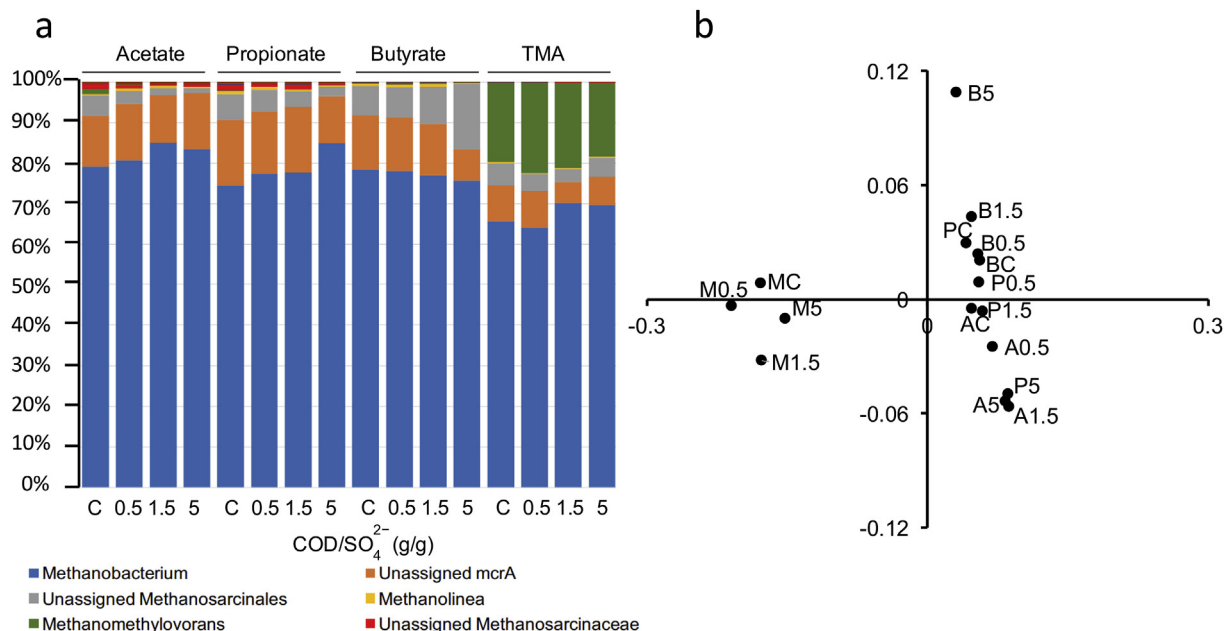 a
b
Acetate Propionate Butyrate TMA
100%
90%
80%
70%
60%
50%
40%
30%
20%
10%
0%
C 0.5 1.5 5 C 0.5 1.5 5 C 0.5 1.5 5 C 0.5 1.5 5
COD/SO₄²⁻ (g/g)
Methanobacterium Unassigned mcrA
Unassigned Methanosarcinales Methanolinea
Methanomethylovorans Unassigned Methanosarcinaceae
0.12
B5
0.06
B1.5
PC
B0.5
BC
MC
P0.5
M0.5
0
M5
P1.5
-0.3
0
0.3
AC
A0.5
M1.5
P5
A5
A1.5
-0.06
-0.12